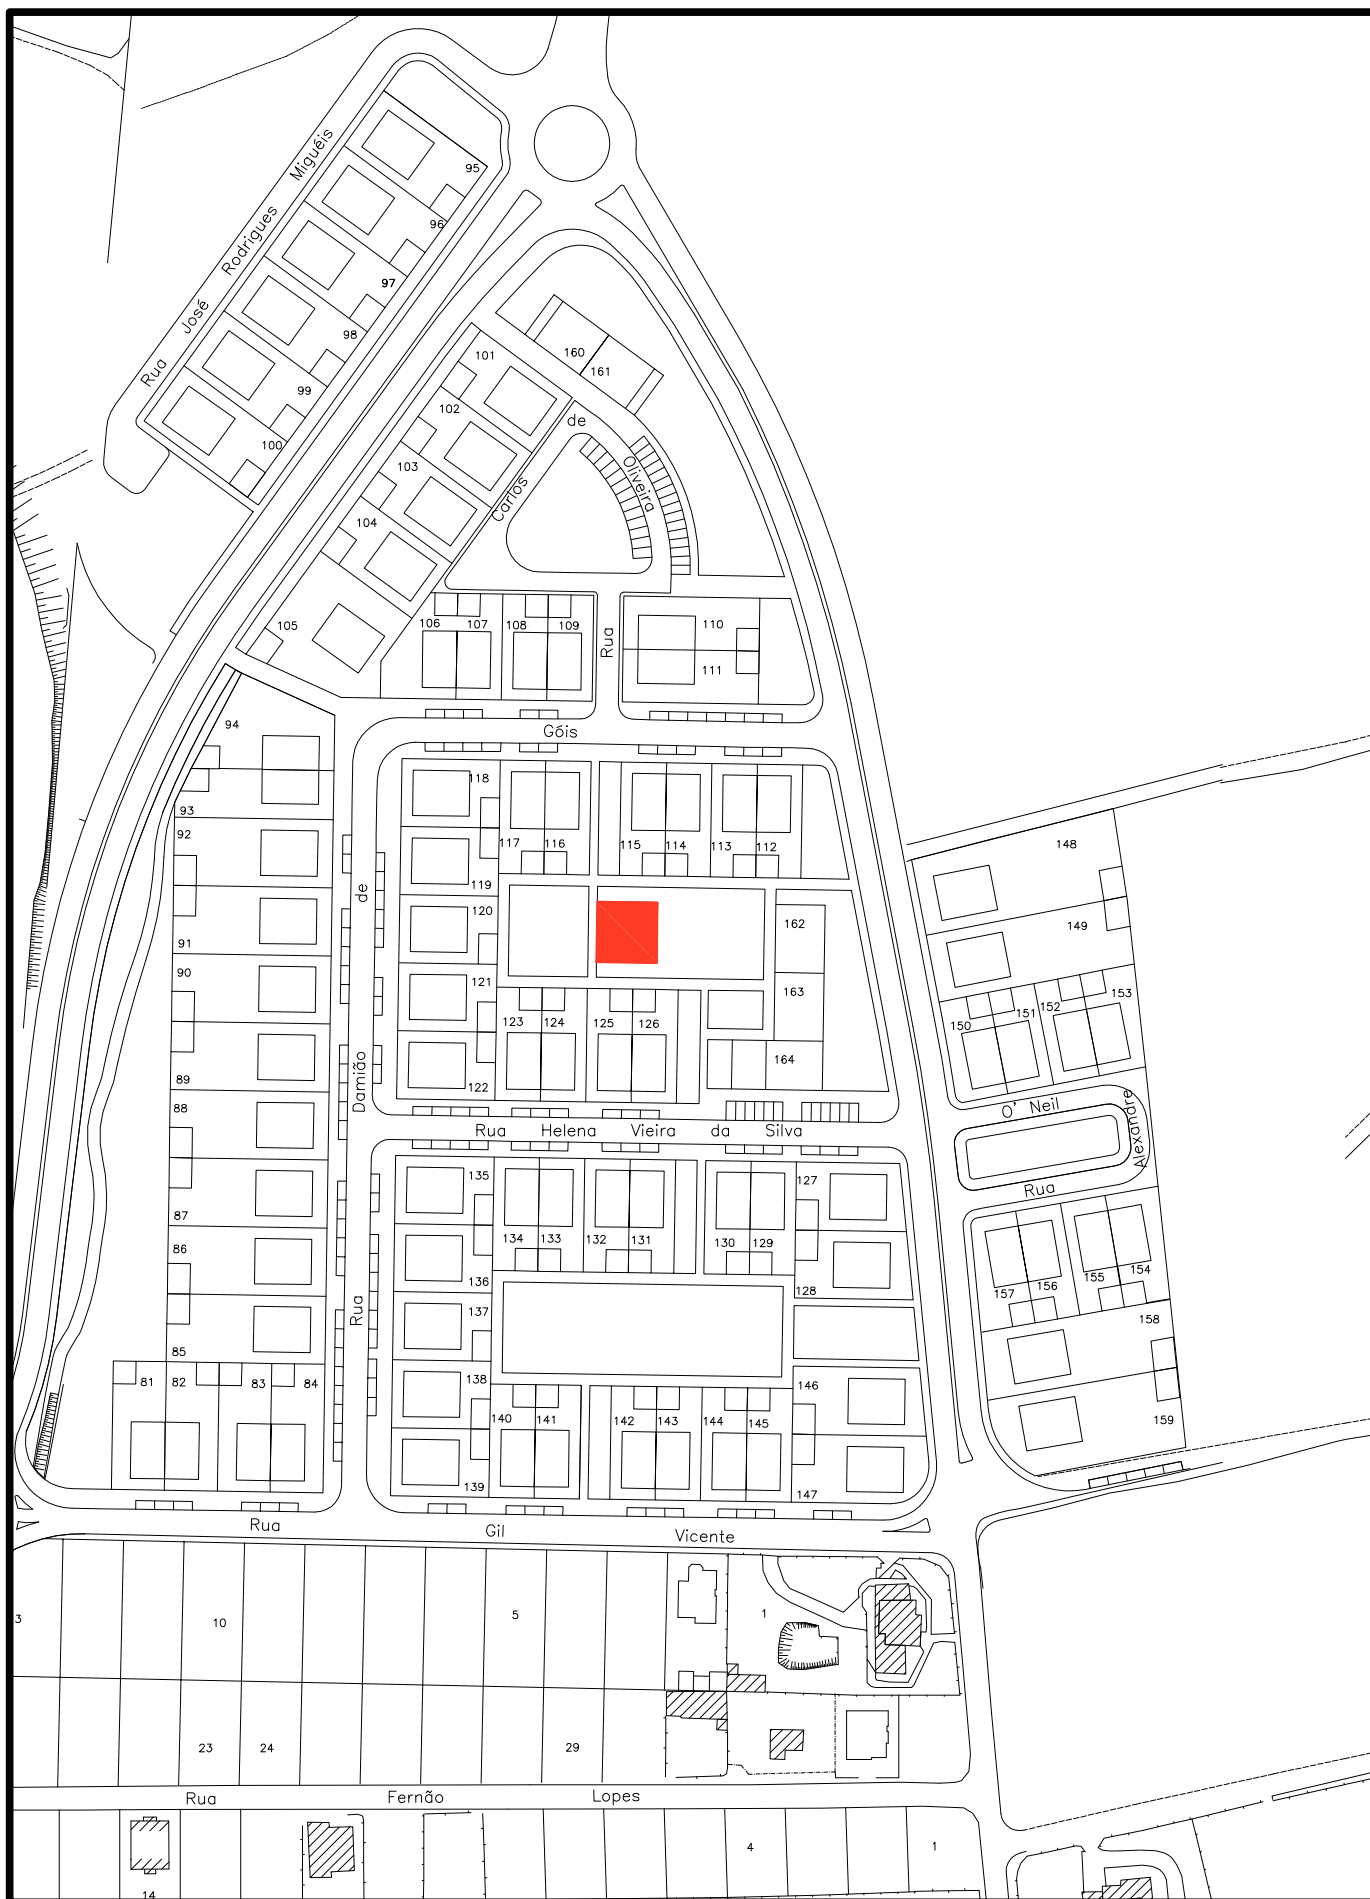 Rua José Rodrigues Miguéis
95
96
97
98
99
100
160
161
101
102
103
104
105
Carlos de Oliveira
106 107 108 109
110
111
Rua
Góis
94
93
92
91
90
89
88
87
86
85
81 82 83 84
118
117 116 115 114 113 112
119
120
121
122
123 124 125 126
162
163
164
148
149
150 151 152 153
Rua Damião de
Rua Helena Vieira da Silva
O' Neil
Alexandre
Rua
135
134 133 132 131 130 129
127
136
128
137
138
139
140 141 142 143 144 145
146
147
157 156 155 154
158
159
Rua Gil Vicente
3 10 5 1
23 24 29
Rua Fernão Lopes
14 4 1